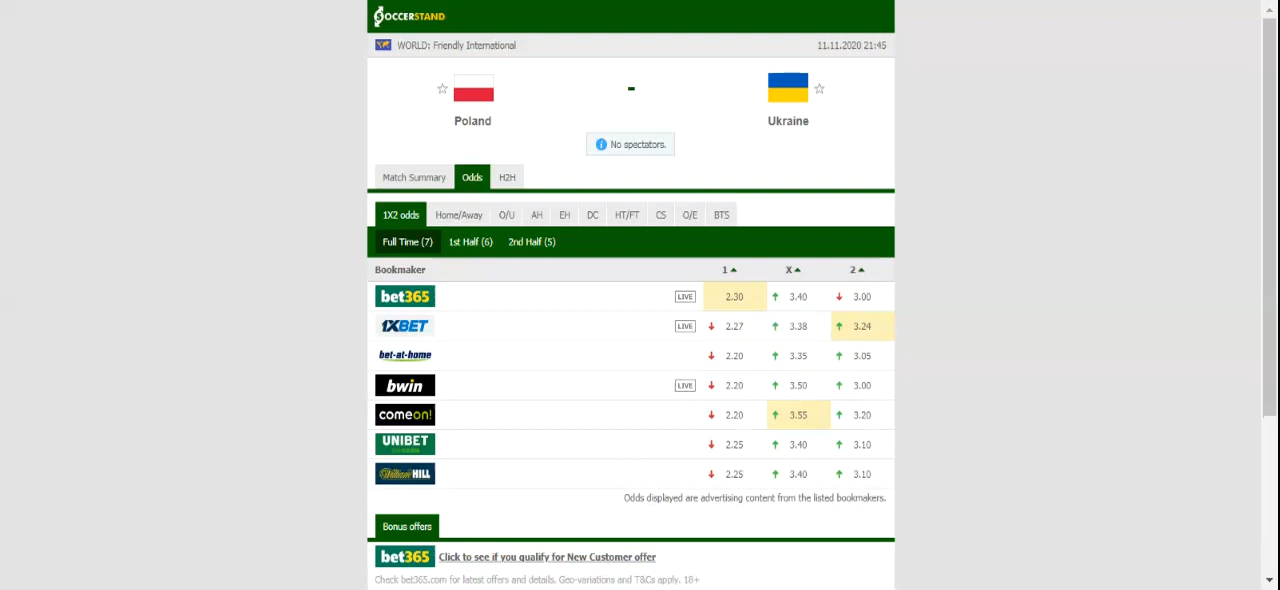 SOCCERSTAND
WORLD: Friendly International 11.11.2020 21:45
-
Poland Ukraine
No spectators.
Match Summary Odds H2H
1X2 odds Home/Away O/U AH EH DC HT/FT CS O/E BTS
Full Time (7) 1st Half (6) 2nd Half (5)
Bookmaker 1 X 2
bet365 LIVE 2.30 3.40 3.00
1XBET LIVE 2.27 3.38 3.24
bet-at-home 2.20 3.35 3.05
bwin LIVE 2.20 3.50 3.00
comeon! 2.20 3.55 3.20
UNIBET 2.25 3.40 3.10
William HILL 2.25 3.40 3.10
Odds displayed are advertising content from the listed bookmakers.
Bonus offers
bet365 Click to see if you qualify for New Customer offer
Check bet365.com for latest offers and details. Geo-variations and T&Cs apply. 18+